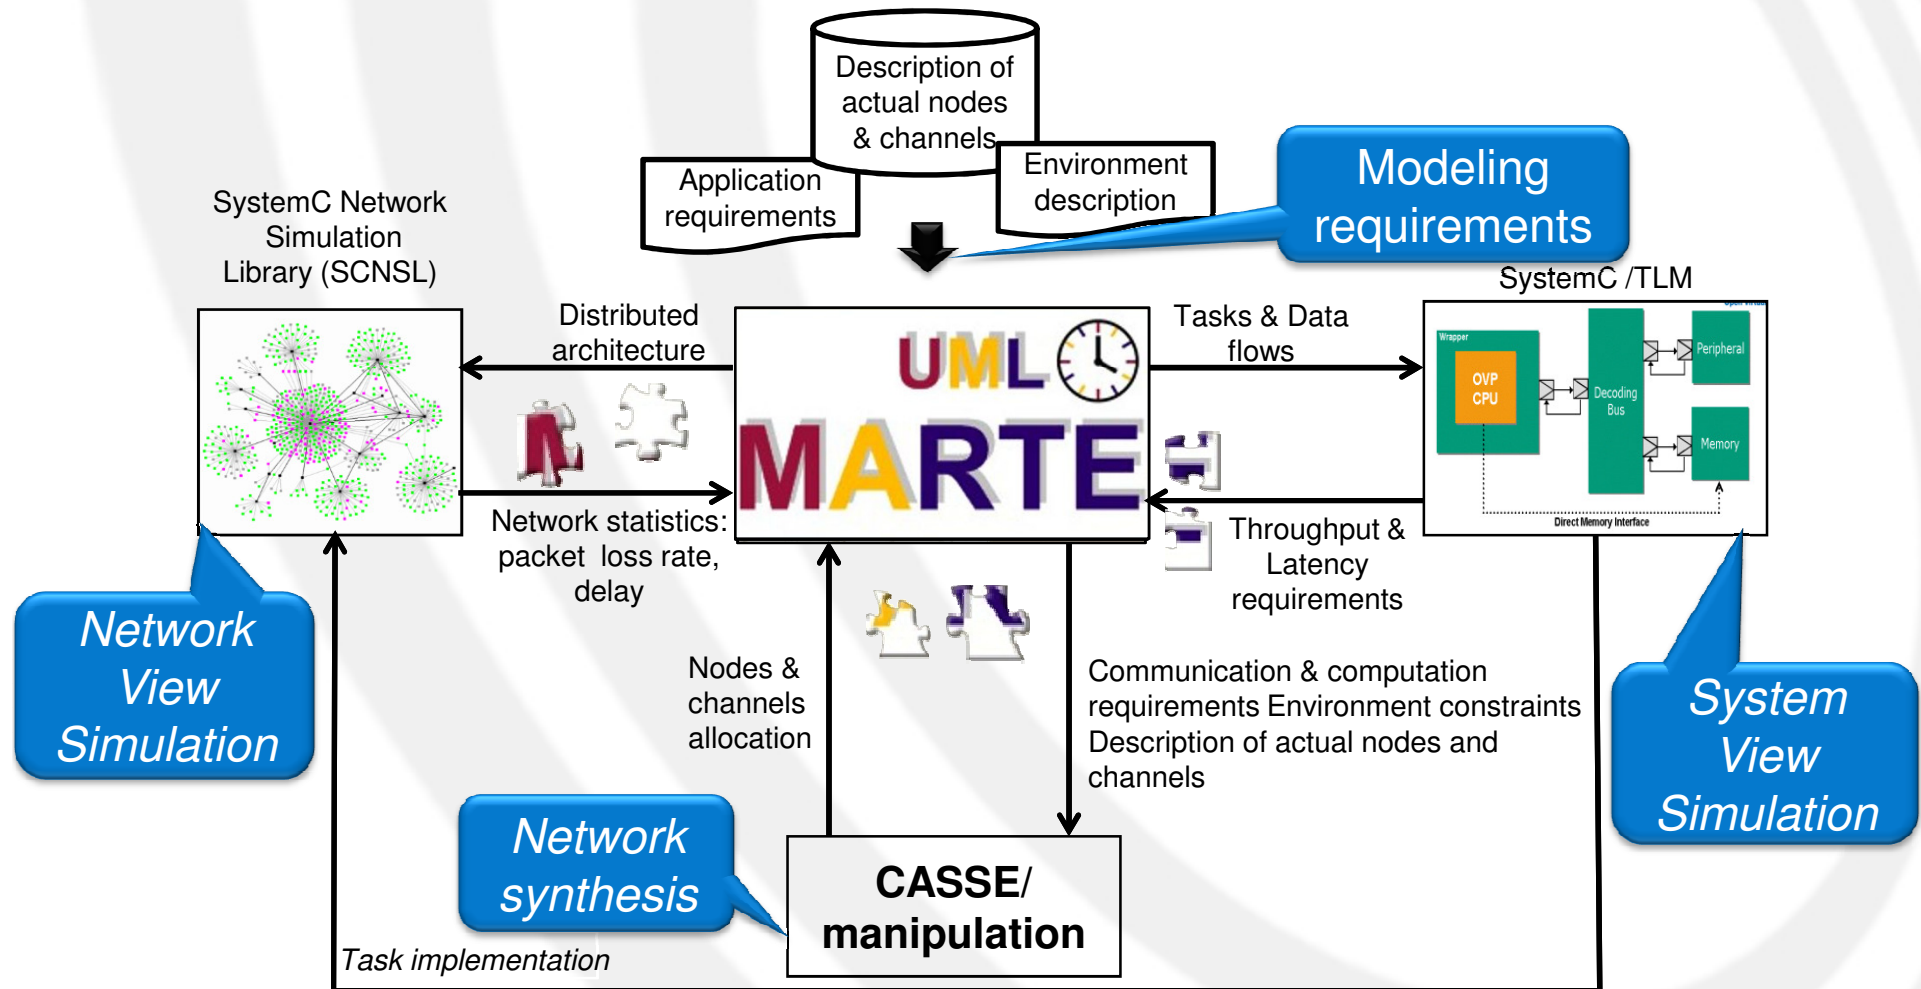 Description of
actual nodes
& channels
Application
requirements
Environment
description
Modeling
requirements
SystemC Network
Simulation
Library (SCNSL)
SystemC /TLM
Distributed
architecture
UML
MARTE
Tasks & Data
flows
Wrapper
OVP
CPU
Decoding
Bus
Peripheral
Memory
Direct Memory Interface
Network statistics:
packet loss rate,
delay
Throughput &
Latency
requirements
Network
View
Simulation
Nodes &
channels
allocation
Communication & computation
requirements Environment constraints
Description of actual nodes and
channels
System
View
Simulation
Network
synthesis
CASSE/
manipulation
Task implementation